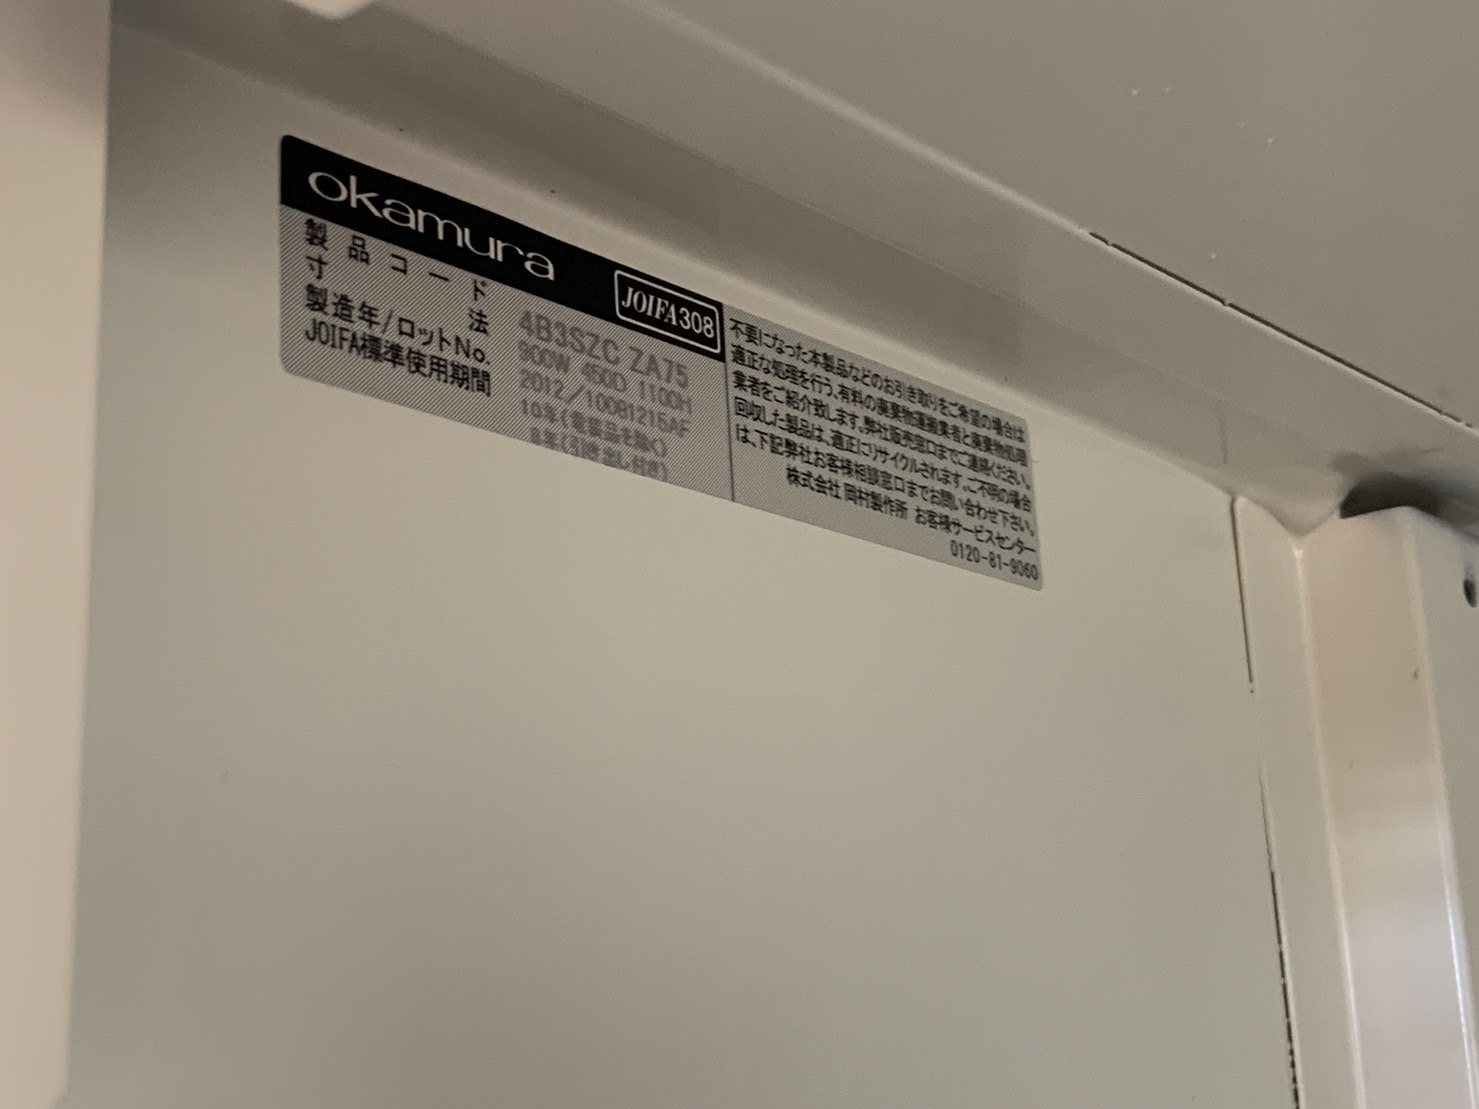 okamura
JOIFA308
製品コード 4B3SZC ZA75
寸法 900W 450D 1100H
製造年/ロットNo. 2012/10081215AF
JOIFA標準使用期間 10年(電装品を除く)
8年(引き出し付き)
不要になった本製品などのお引き取りをご希望の場合は
適正な処理を行う、有料の廃棄物運搬業者と廃棄物処理
業者をご紹介致します。弊社販売窓口までご連絡ください。
回収した製品は、適正にリサイクルされます。ご不明の場合
は、下記弊社お客様相談窓口までお問い合わせ下さい。
株式会社 岡村製作所 お客様サービスセンター
0120-81-9060